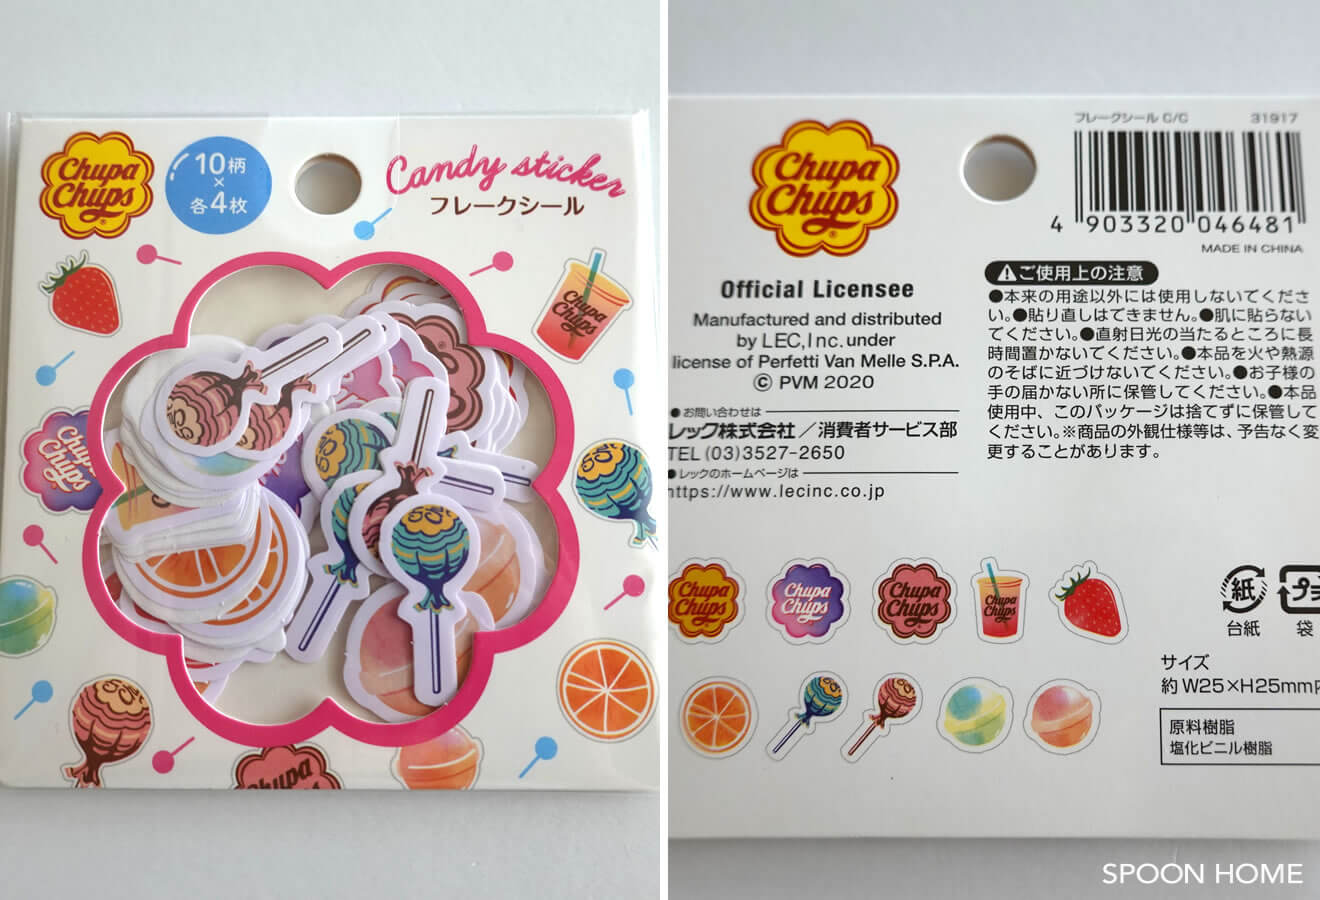 Chupa
Chups
®
10柄
×
各4枚
Candy sticker
フレークシール
Chupa
Chups
Chupa
Chups
Chupa
フレークシール C/C 31917
Chupa
Chups
®
4 903320 046481
MADE IN CHINA
Official Licensee
Manufactured and distributed
by LEC,Inc. under
license of Perfetti Van Melle S.P.A.
© PVM 2020
●お問い合わせは
レック株式会社/消費者サービス部
TEL (03)3527-2650
●レックのホームページは
https://www.lecinc.co.jp
ご使用上の注意
●本来の用途以外には使用しないでくださ
い。●貼り直しはできません。●肌に貼らない
でください。●直射日光の当たるところに長
時間置かないでください。●本品を火や熱源
のそばに近づけないでください。●お子様の
手の届かない所に保管してください。●本品
使用中、このパッケージは捨てずに保管して
ください。※商品の外観仕様等は、予告なく変
更することがあります。
Chupa
Chups
Chupa
Chups
Chupa
Chups
Chupa
Chups
紙
台紙
プラ
袋
サイズ
約 W25×H25mm
原料樹脂
塩化ビニル樹脂
SPOON HOME